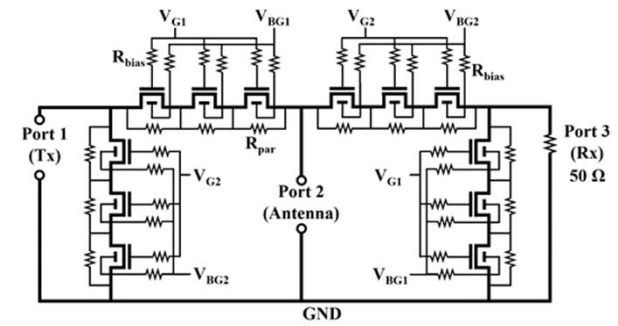 VG1 VBG1 VG2 VBG2
Rbias Rbias
Port 1
(Tx)
Rpar
VG2
VBG2
Port 2
(Antenna)
VG1
VBG1
Port 3
(Rx)
50 Ω
GND